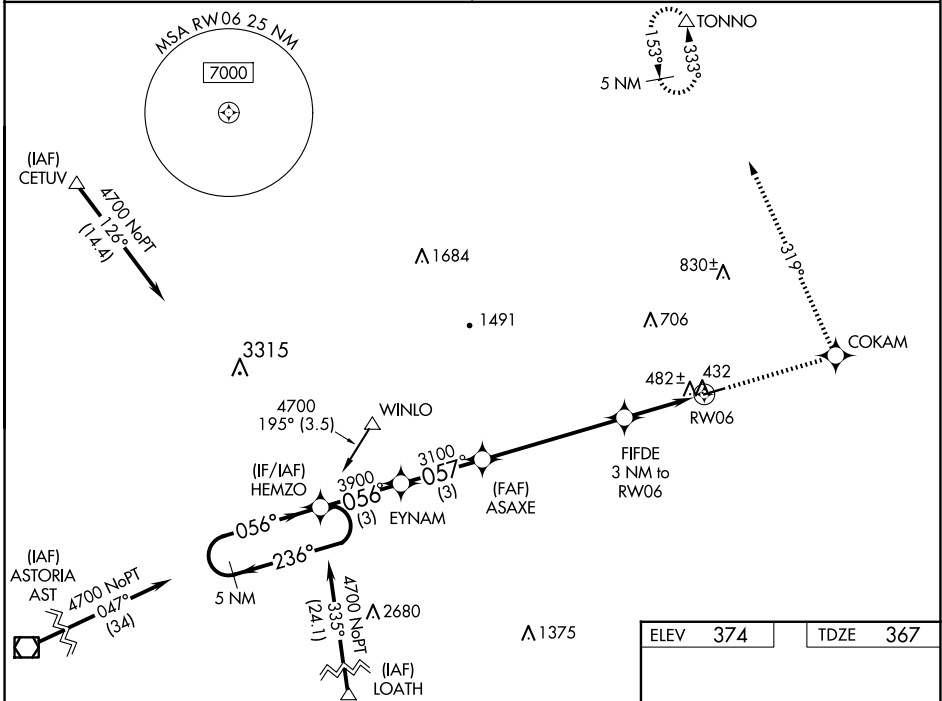 MSA RW06 25 NM
7000
TONNO
153°
333°
5 NM
(IAF)
CETUV
4700 NoPT
126°
(14.4)
1684
830±
319°
1491
706
COKAM
3315
482±
432
RW06
4700
195° (3.5)
WINLO
FIFDE
3 NM to
RW06
(IF/IAF)
HEMZO
3900
056°
(3)
EYNAM
3100
057°
(3)
(FAF)
ASAXE
056°
236°
5 NM
(IAF)
ASTORIA
AST
4700 NoPT
047°
(34)
4700 NoPT
335°
(24.1)
2680
1375
(IAF)
LOATH
ELEV 374
TDZE 367